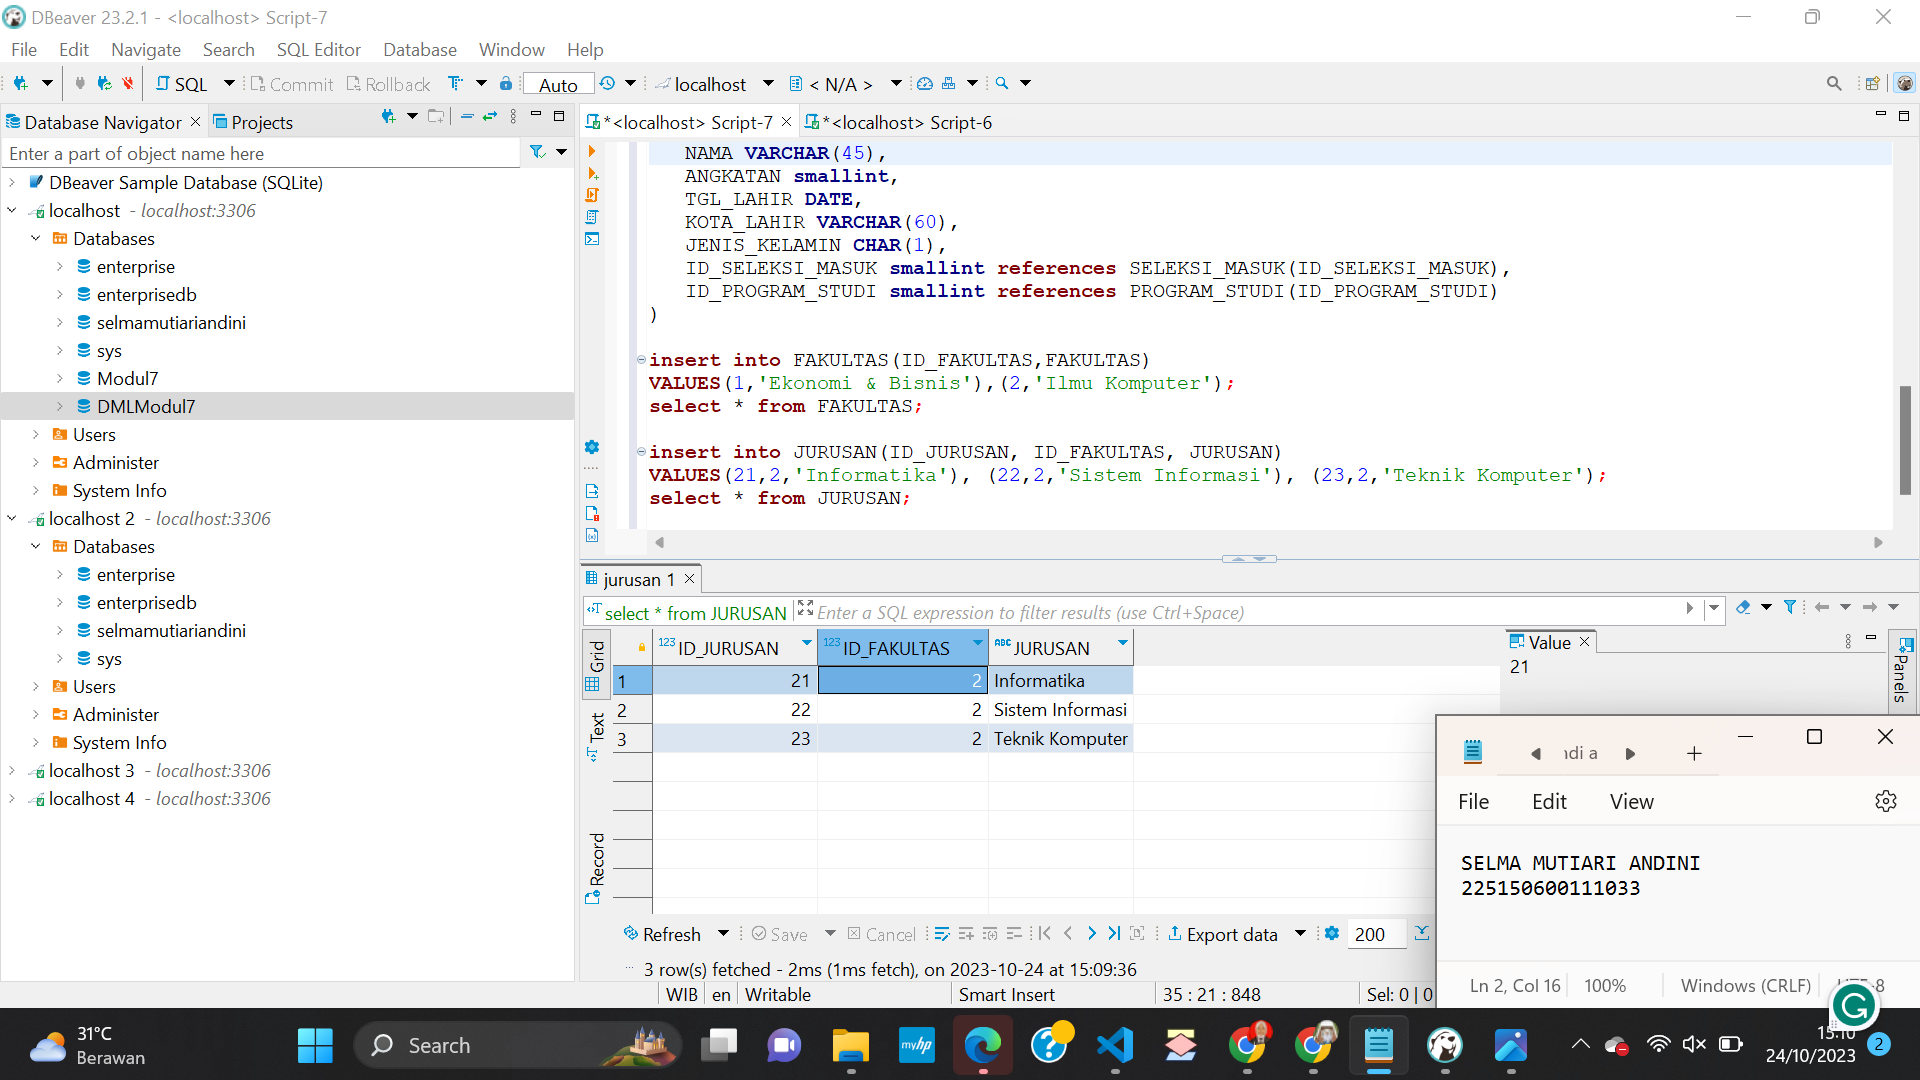 DBeaver 23.2.1 - <localhost> Script-7
File Edit Navigate Search SQL Editor Database Window Help
SQL Commit Rollback Auto localhost < N/A >
Database Navigator Projects
Enter a part of object name here
DBeaver Sample Database (SQLite)
localhost - localhost:3306
Databases
enterprise
enterprisedb
selmamutiariandini
sys
Modul7
DMLModul7
Users
Administer
System Info
localhost 2 - localhost:3306
Databases
enterprise
enterprisedb
selmamutiariandini
sys
Users
Administer
System Info
localhost 3 - localhost:3306
localhost 4 - localhost:3306
*<localhost> Script-7 *<localhost> Script-6
NAMA VARCHAR(45),
ANGKATAN smallint,
TGL_LAHIR DATE,
KOTA_LAHIR VARCHAR(60),
JENIS_KELAMIN CHAR(1),
ID_SELEKSI_MASUK smallint references SELEKSI_MASUK(ID_SELEKSI_MASUK),
ID_PROGRAM_STUDI smallint references PROGRAM_STUDI(ID_PROGRAM_STUDI)
)
insert into FAKULTAS(ID_FAKULTAS,FAKULTAS)
VALUES(1,'Ekonomi & Bisnis'),(2,'Ilmu Komputer');
select * from FAKULTAS;
insert into JURUSAN(ID_JURUSAN, ID_FAKULTAS, JURUSAN)
VALUES(21,2,'Informatika'), (22,2,'Sistem Informasi'), (23,2,'Teknik Komputer');
select * from JURUSAN;
jurusan 1
select * from JURUSAN Enter a SQL expression to filter results (use Ctrl+Space)
Grid
Text
Record
123 ID_JURUSAN 123 ID_FAKULTAS ABC JURUSAN
1 21 2 Informatika
2 22 2 Sistem Informasi
3 23 2 Teknik Komputer
Value
21
Panels
Refresh Save Cancel Export data 200
3 row(s) fetched - 2ms (1ms fetch), on 2023-10-24 at 15:09:36
WIB en Writable Smart Insert 35 : 21 : 848 Sel: 0 | 0
File Edit View
SELMA MUTIARI ANDINI
225150600111033
Ln 2, Col 16 100% Windows (CRLF)
31°C
Berawan
Search
myhp
15:10
24/10/2023
2